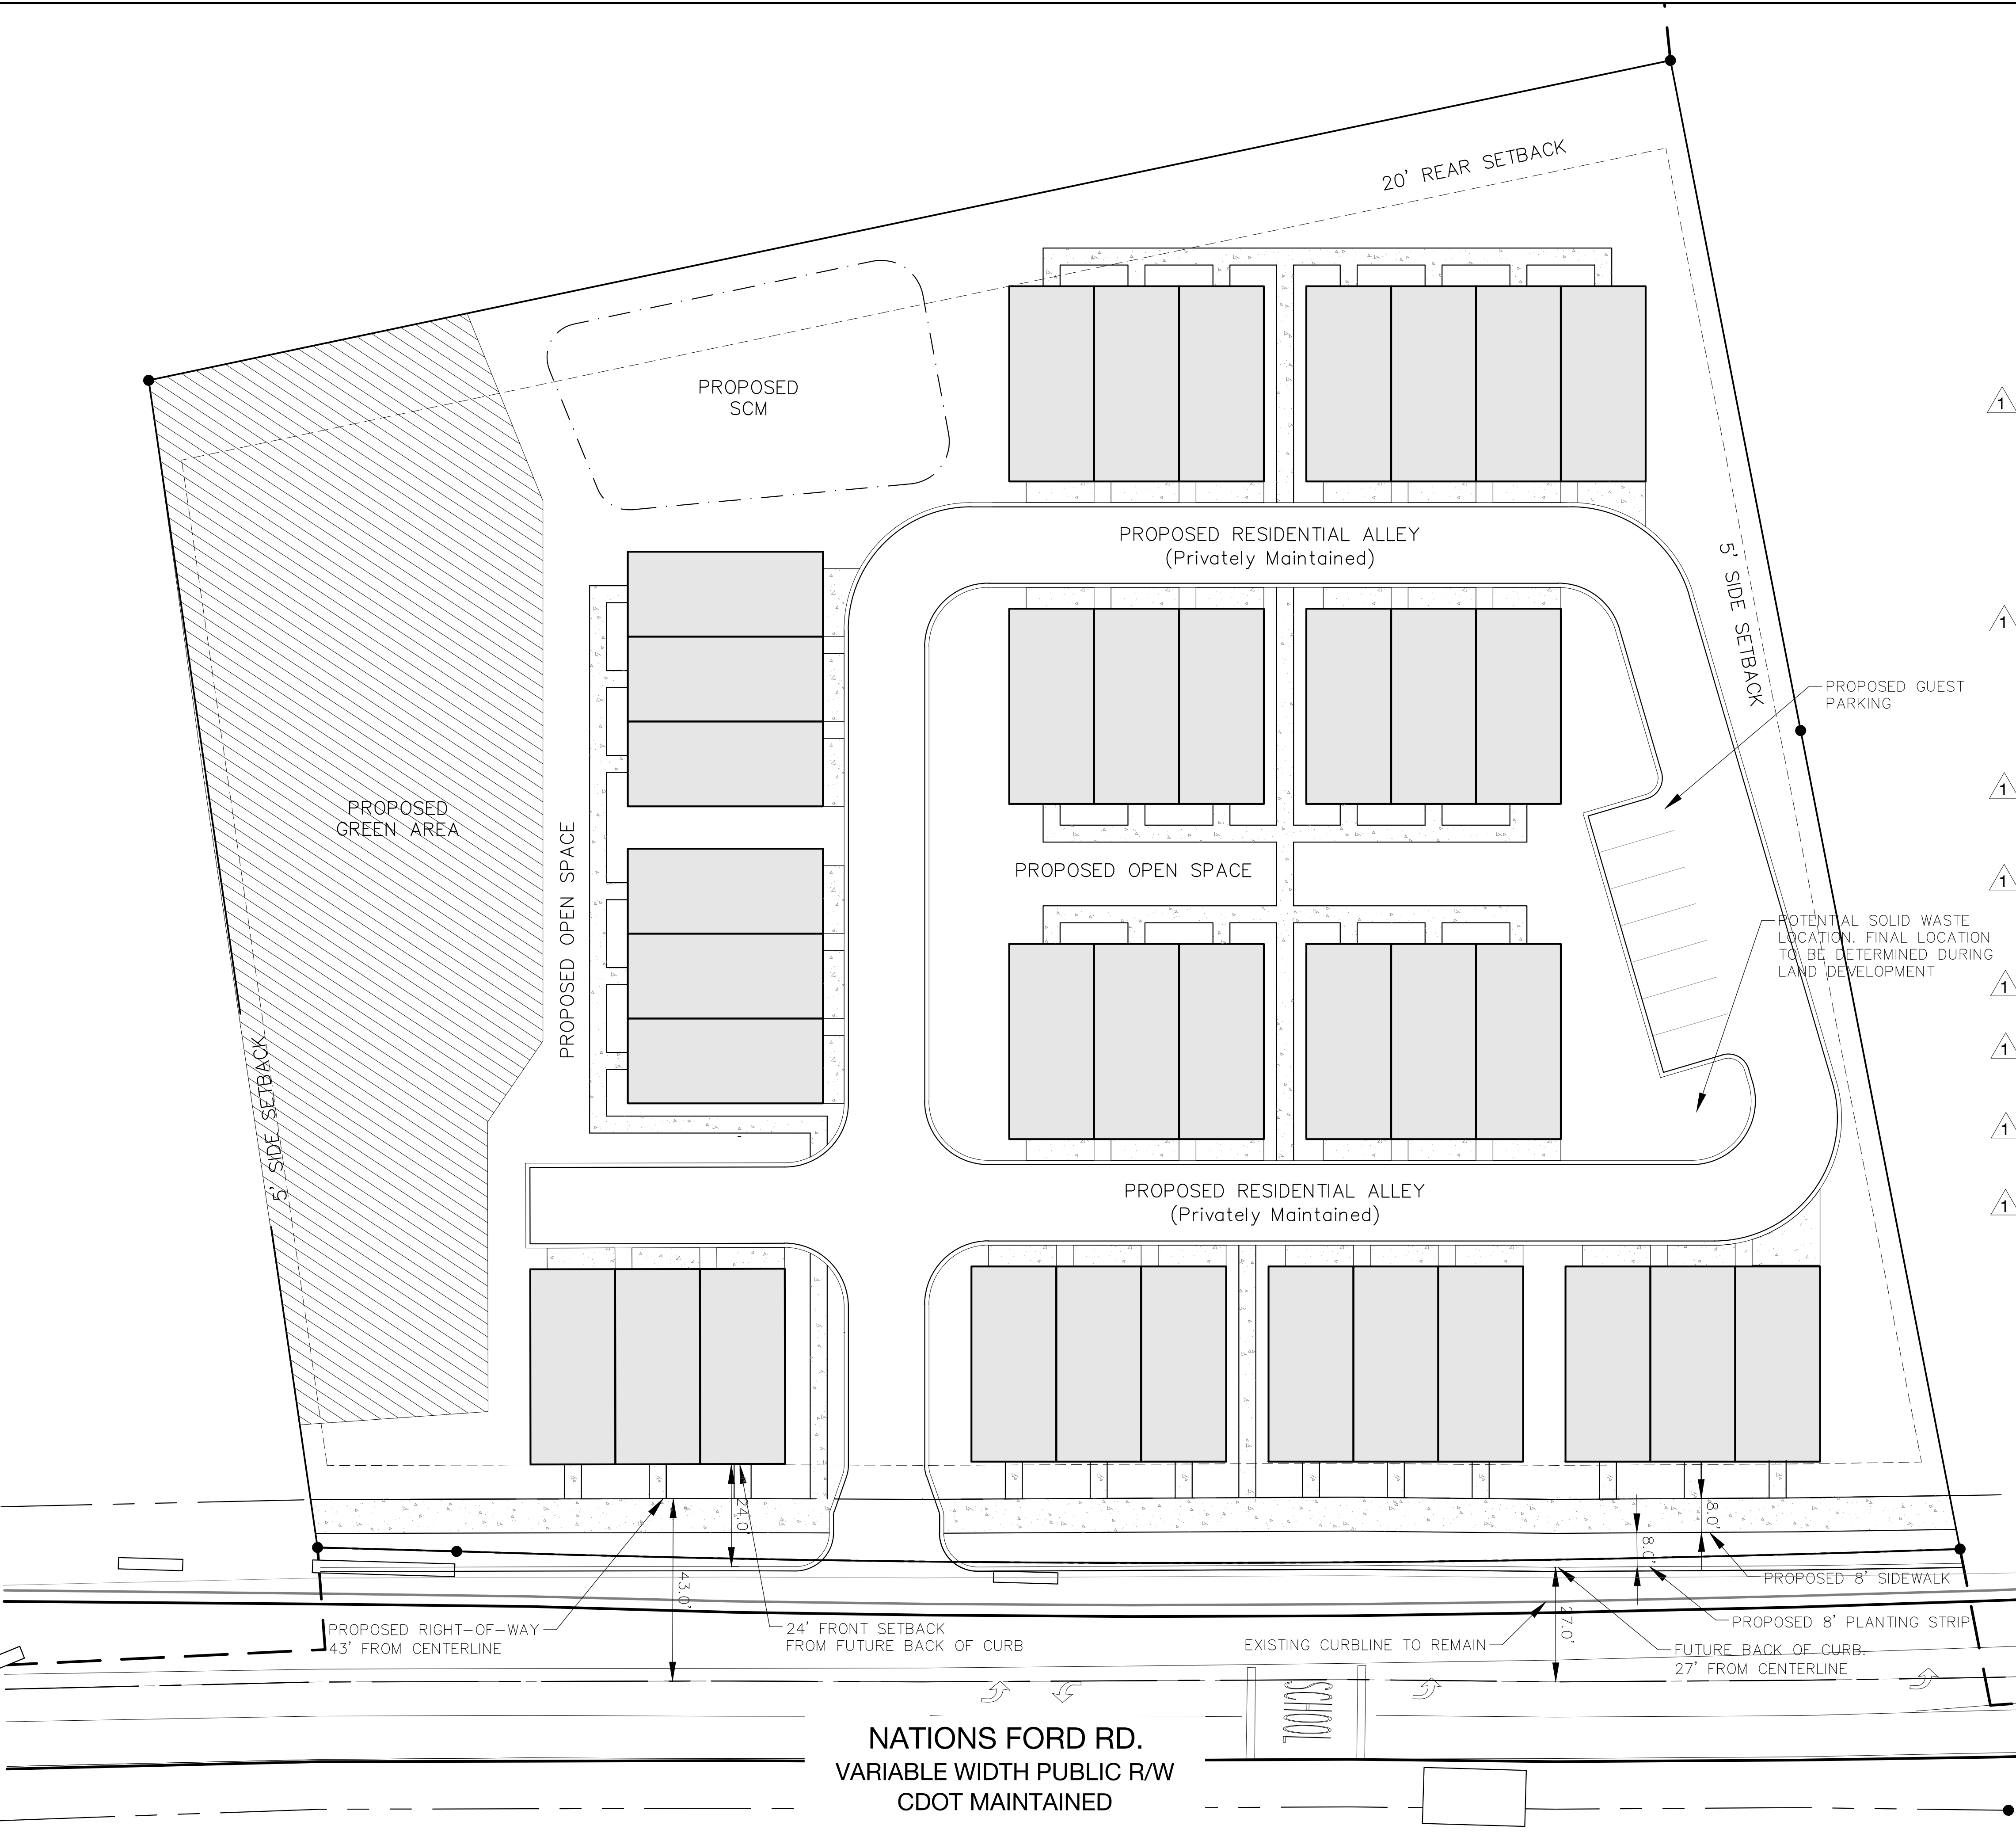 20' REAR SETBACK
PROPOSED
SCM
1
PROPOSED RESIDENTIAL ALLEY
(Privately Maintained)
5' SIDE SETBACK
1
PROPOSED GUEST
PARKING
1
PROPOSED
GREEN AREA
PROPOSED OPEN SPACE
PROPOSED OPEN SPACE
1
POTENTIAL SOLID WASTE
LOCATION. FINAL LOCATION
TO BE DETERMINED DURING
LAND DEVELOPMENT
1
1
5' SIDE SETBACK
1
PROPOSED RESIDENTIAL ALLEY
(Privately Maintained)
1
24.0'
8.0'
8.0'
43.0'
27.0'
PROPOSED 8' SIDEWALK
PROPOSED 8' PLANTING STRIP
PROPOSED RIGHT-OF-WAY
43' FROM CENTERLINE
24' FRONT SETBACK
FROM FUTURE BACK OF CURB
EXISTING CURBLINE TO REMAIN
FUTURE BACK OF CURB.
27' FROM CENTERLINE
SCHOOL
NATIONS FORD RD.
VARIABLE WIDTH PUBLIC R/W
CDOT MAINTAINED